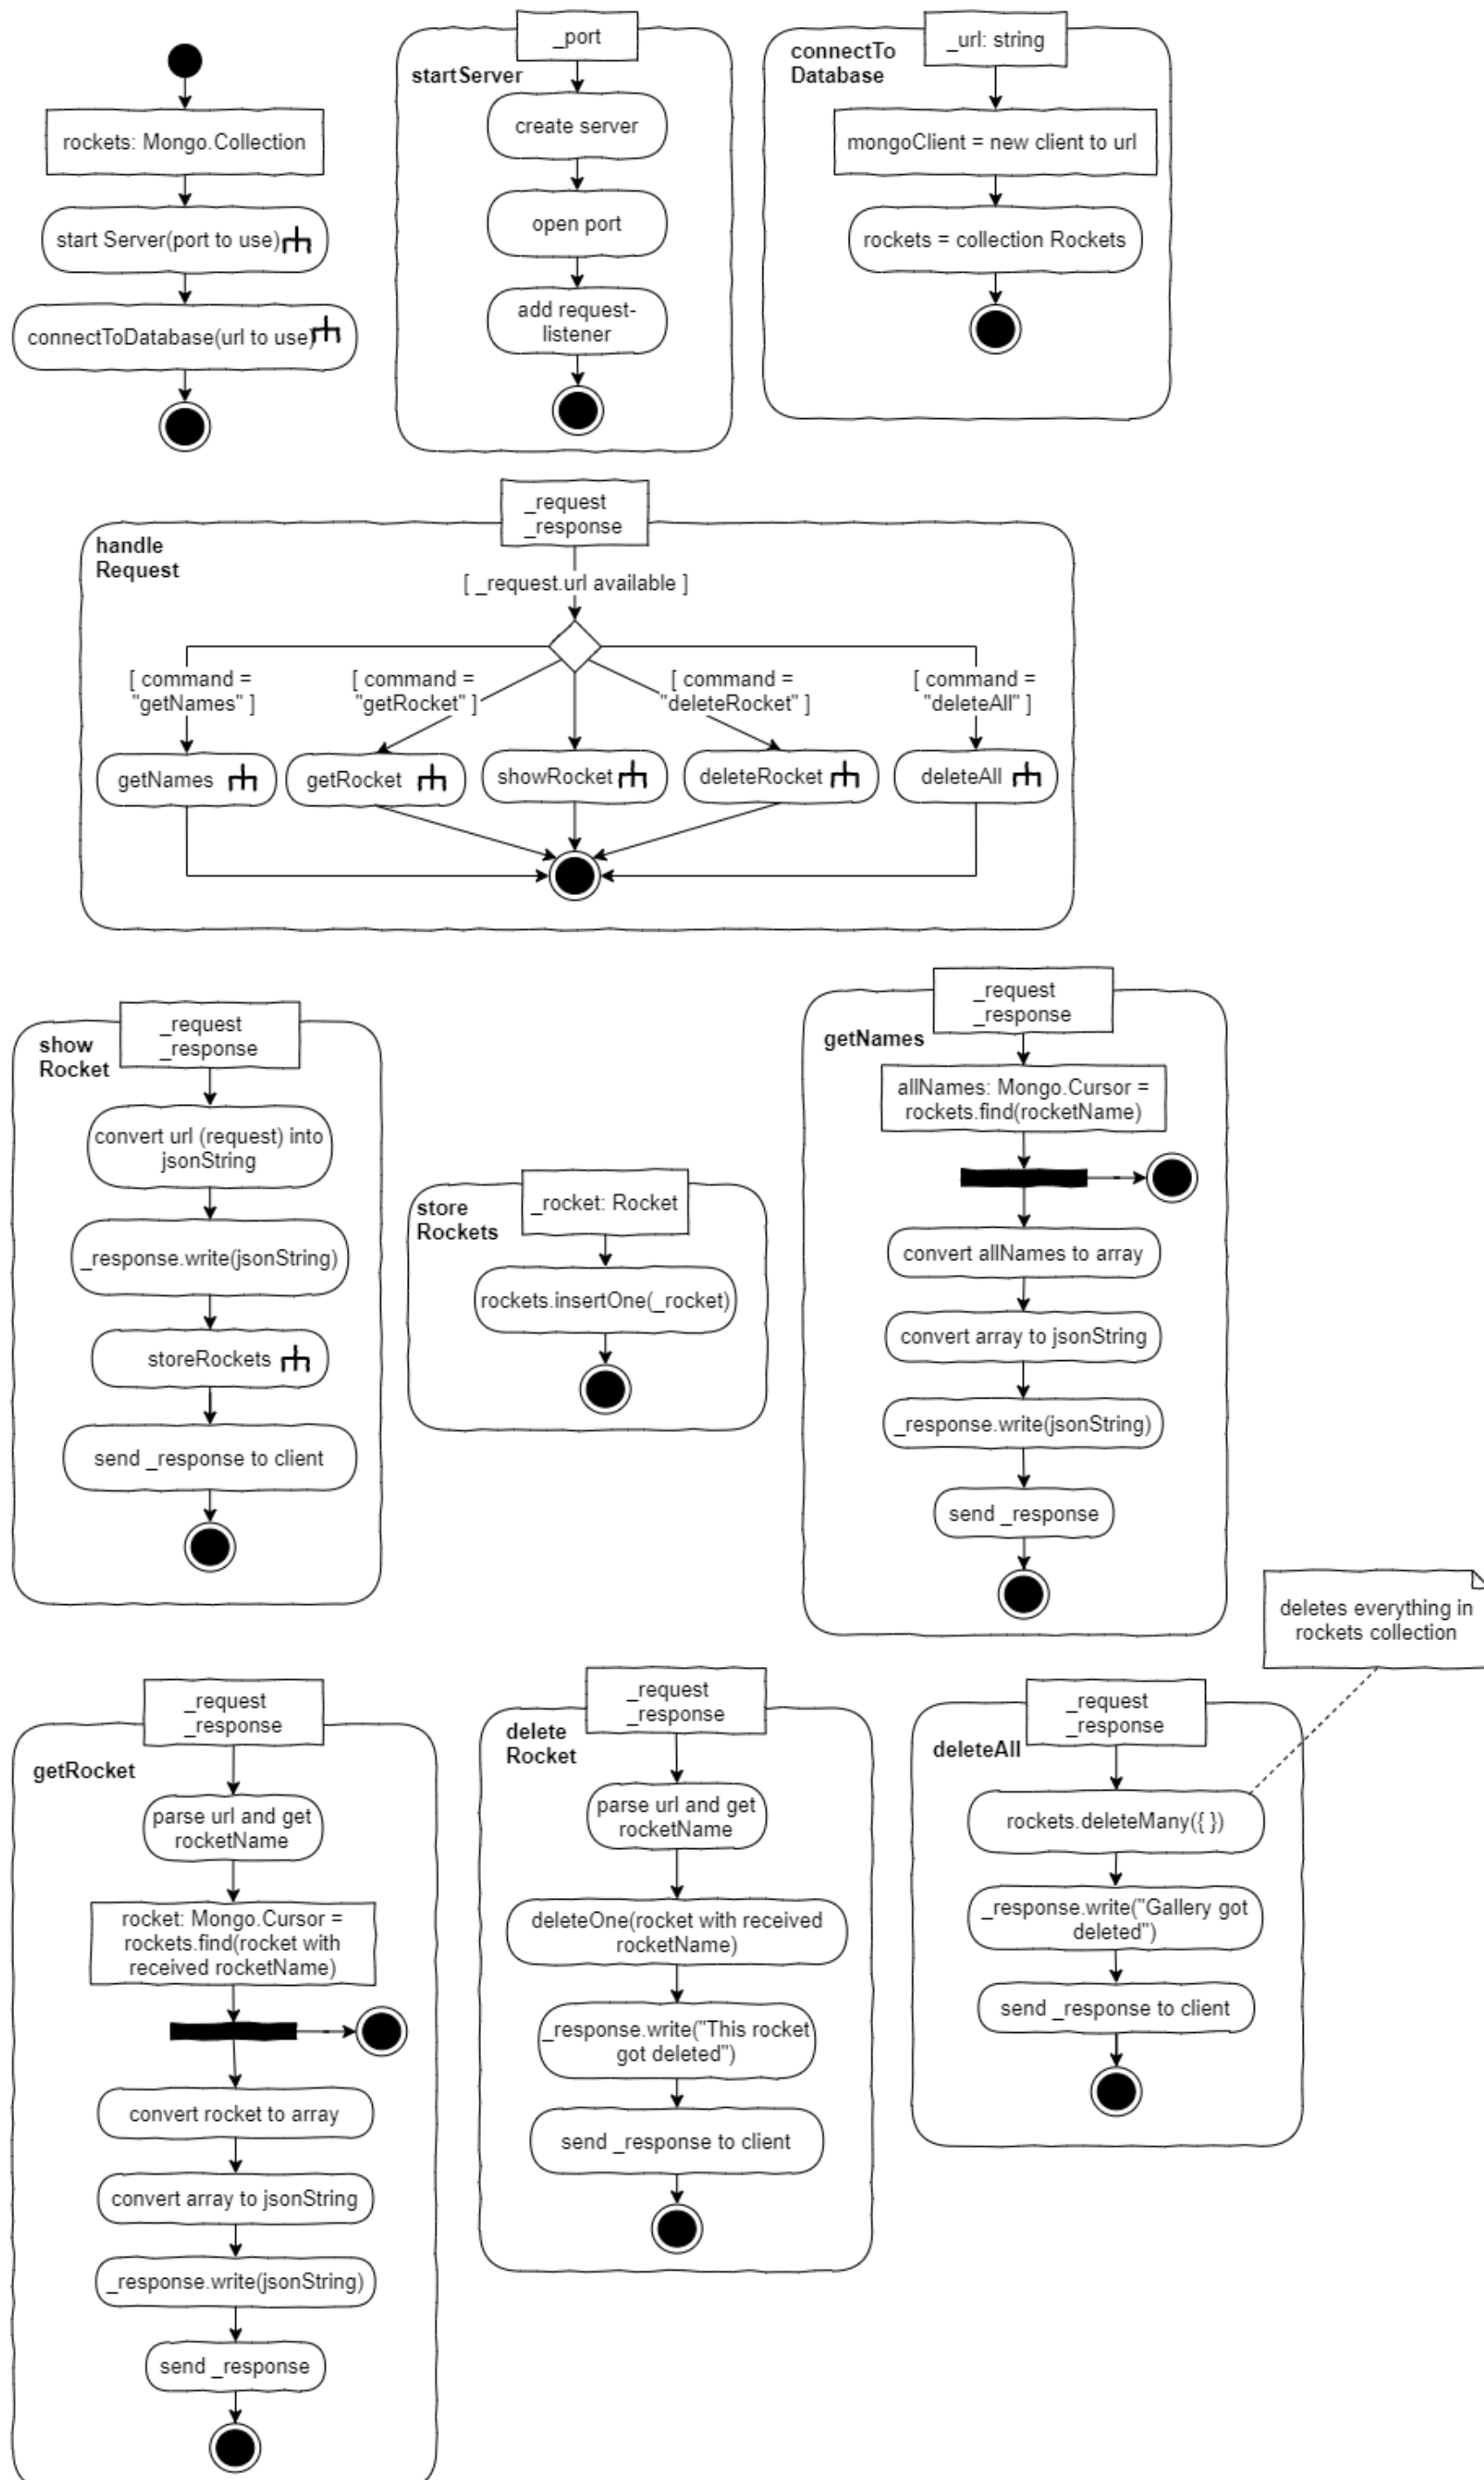 rockets: Mongo.Collection
start Server(port to use)
connectToDatabase(url to use)
_port
startServer
create server
open port
add request-
listener
_url: string
connectTo
Database
mongoClient = new client to url
rockets = collection Rockets
_request
_response
handle
Request
[ _request.url available ]
[ command =
"getNames" ]
[ command =
"getRocket" ]
[ command =
"deleteRocket" ]
[ command =
"deleteAll" ]
getNames
getRocket
showRocket
deleteRocket
deleteAll
_request
_response
show
Rocket
convert url (request) into
jsonString
_response.write(jsonString)
storeRockets
send _response to client
_rocket: Rocket
store
Rockets
rockets.insertOne(_rocket)
_request
_response
getNames
allNames: Mongo.Cursor =
rockets.find(rocketName)
convert allNames to array
convert array to jsonString
_response.write(jsonString)
send _response
_request
_response
getRocket
parse url and get
rocketName
rocket: Mongo.Cursor =
rockets.find(rocket with
received rocketName)
convert rocket to array
convert array to jsonString
_response.write(jsonString)
send _response
_request
_response
delete
Rocket
parse url and get
rocketName
deleteOne(rocket with received
rocketName)
_response.write("This rocket
got deleted")
send _response to client
deletes everything in
rockets collection
_request
_response
deleteAll
rockets.deleteMany({ })
_response.write("Gallery got
deleted")
send _response to client